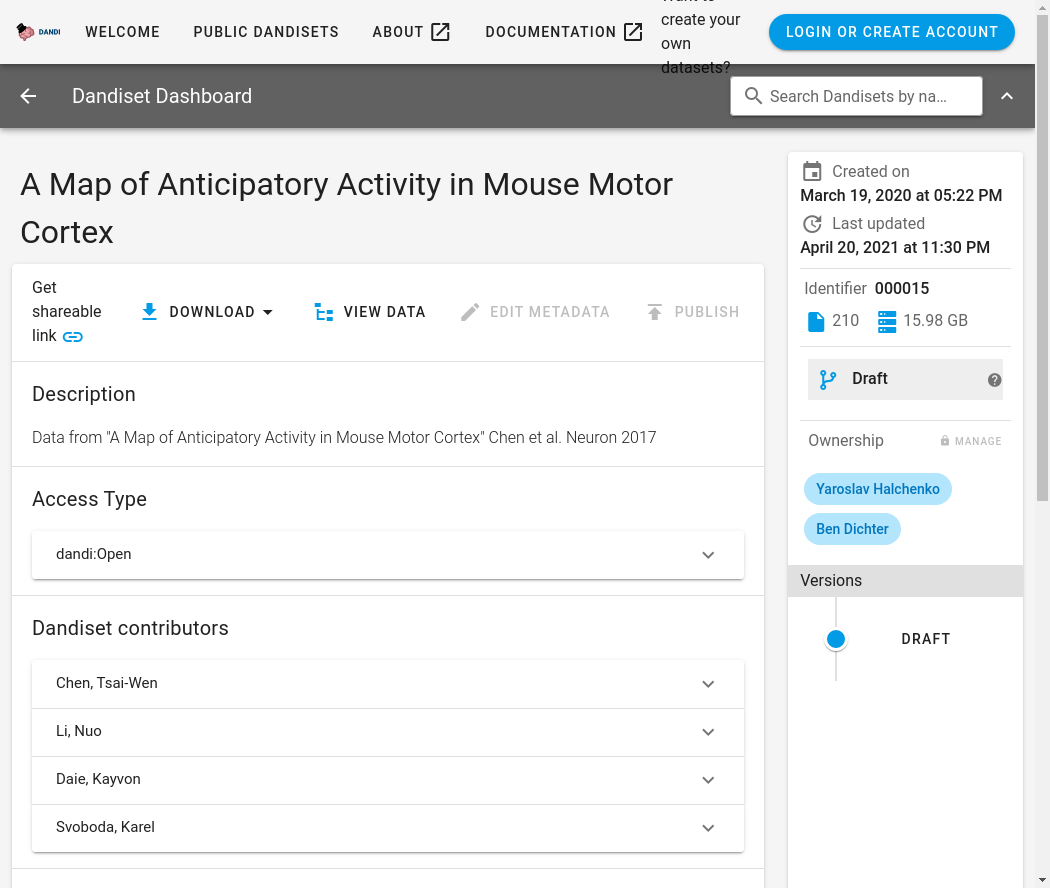 DANDI
WELCOME
PUBLIC DANDISETS
ABOUT
DOCUMENTATION
create your
own
datasets?
LOGIN OR CREATE ACCOUNT
Dandiset Dashboard
Search Dandisets by na…
A Map of Anticipatory Activity in Mouse Motor
Cortex
Get
shareable
link
DOWNLOAD
VIEW DATA
EDIT METADATA
PUBLISH
Description
Data from "A Map of Anticipatory Activity in Mouse Motor Cortex" Chen et al. Neuron 2017
Access Type
dandi:Open
Dandiset contributors
Chen, Tsai-Wen
Li, Nuo
Daie, Kayvon
Svoboda, Karel
Created on
March 19, 2020 at 05:22 PM
Last updated
April 20, 2021 at 11:30 PM
Identifier 000015
210
15.98 GB
Draft
?
Ownership
MANAGE
Yaroslav Halchenko
Ben Dichter
Versions
DRAFT